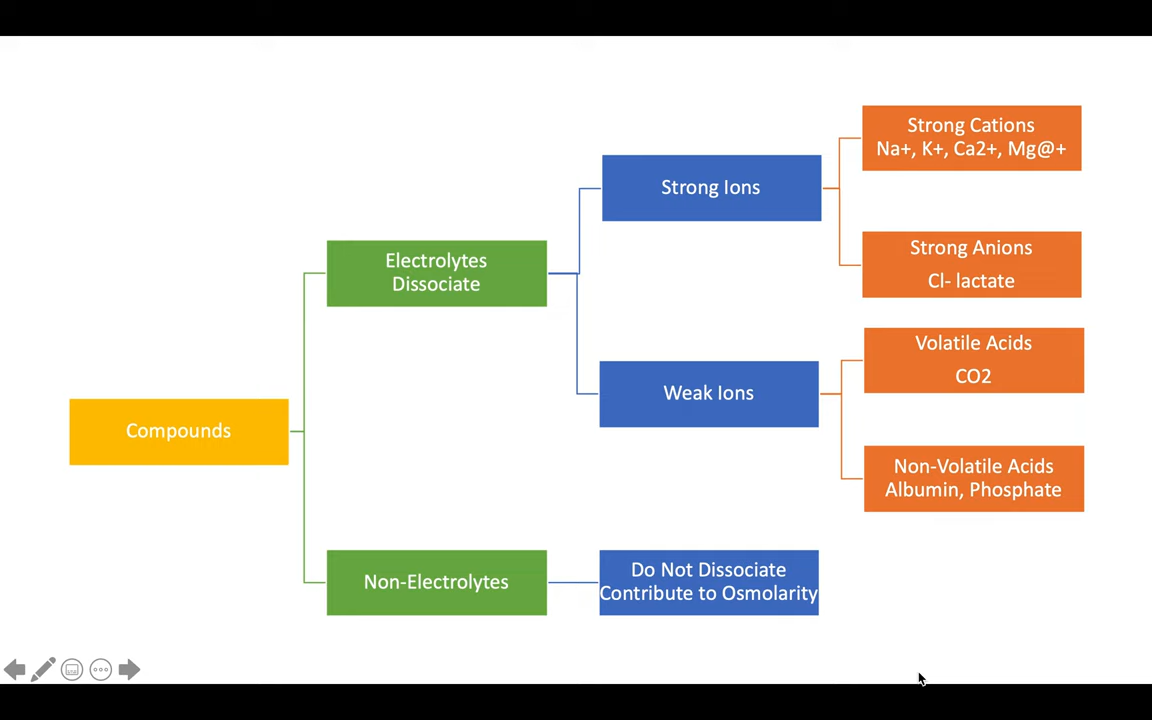 Strong Cations
Na+, K+, Ca2+, Mg@+
Strong Ions
Strong Anions
Cl- lactate
Electrolytes
Dissociate
Volatile Acids
CO2
Weak Ions
Compounds
Non-Volatile Acids
Albumin, Phosphate
Non-Electrolytes
Do Not Dissociate
Contribute to Osmolarity